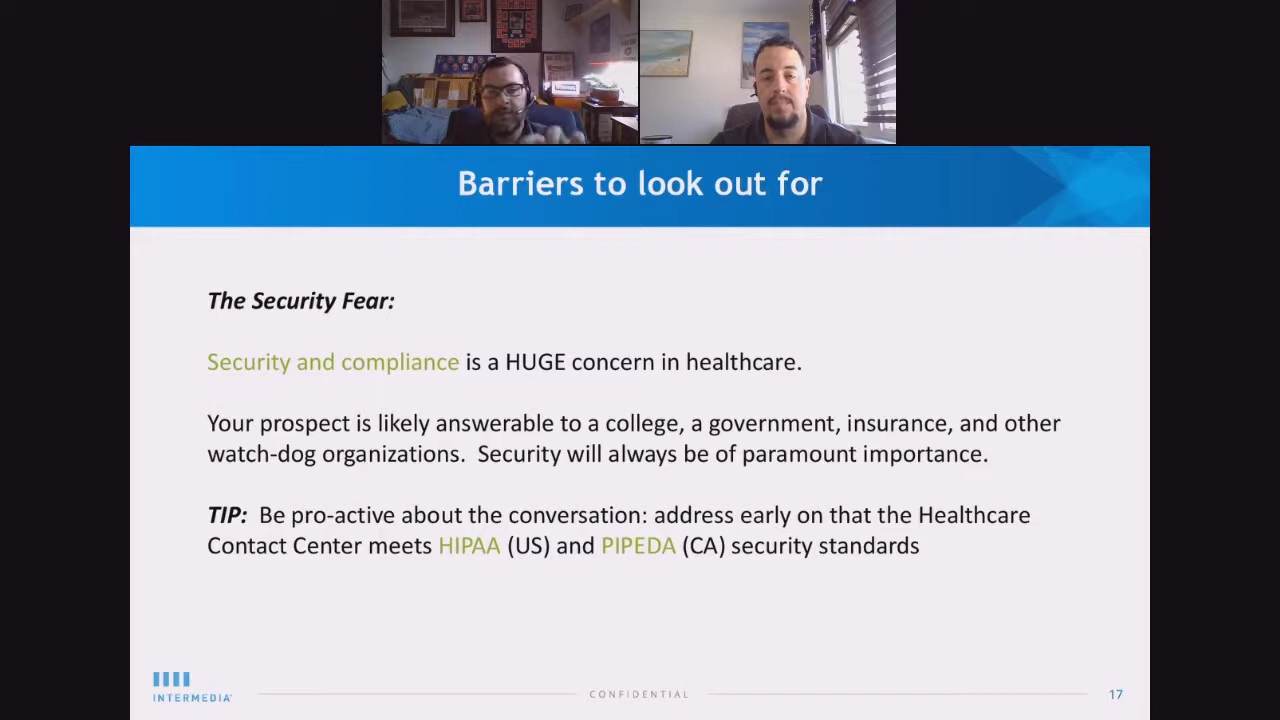 Barriers to look out for
The Security Fear:
Security and compliance is a HUGE concern in healthcare.
Your prospect is likely answerable to a college, a government, insurance, and other
watch-dog organizations.  Security will always be of paramount importance.
TIP:  Be pro-active about the conversation: address early on that the Healthcare
Contact Center meets HIPAA (US) and PIPEDA (CA) security standards
INTERMEDIA
CONFIDENTIAL
17